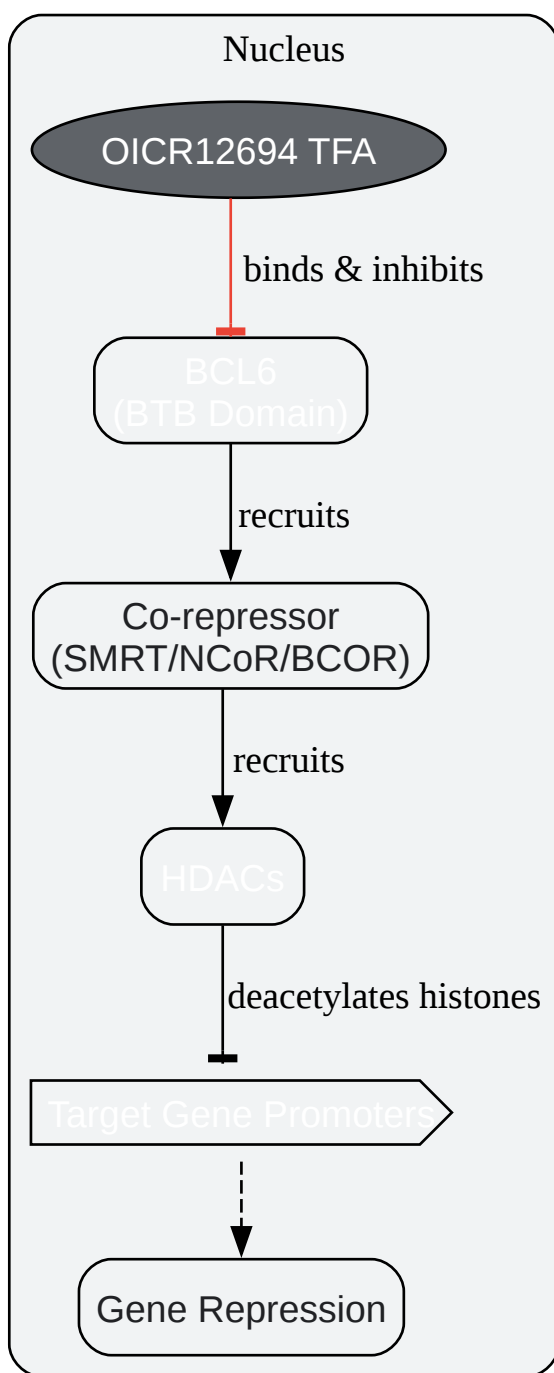 Nucleus
OICR12694 TFA
binds & inhibits
BCL6
(BTB Domain)
recruits
Co-repressor
(SMRT/NCoR/BCOR)
recruits
HDACs
deacetylates histones
Target Gene Promoters
Gene Repression